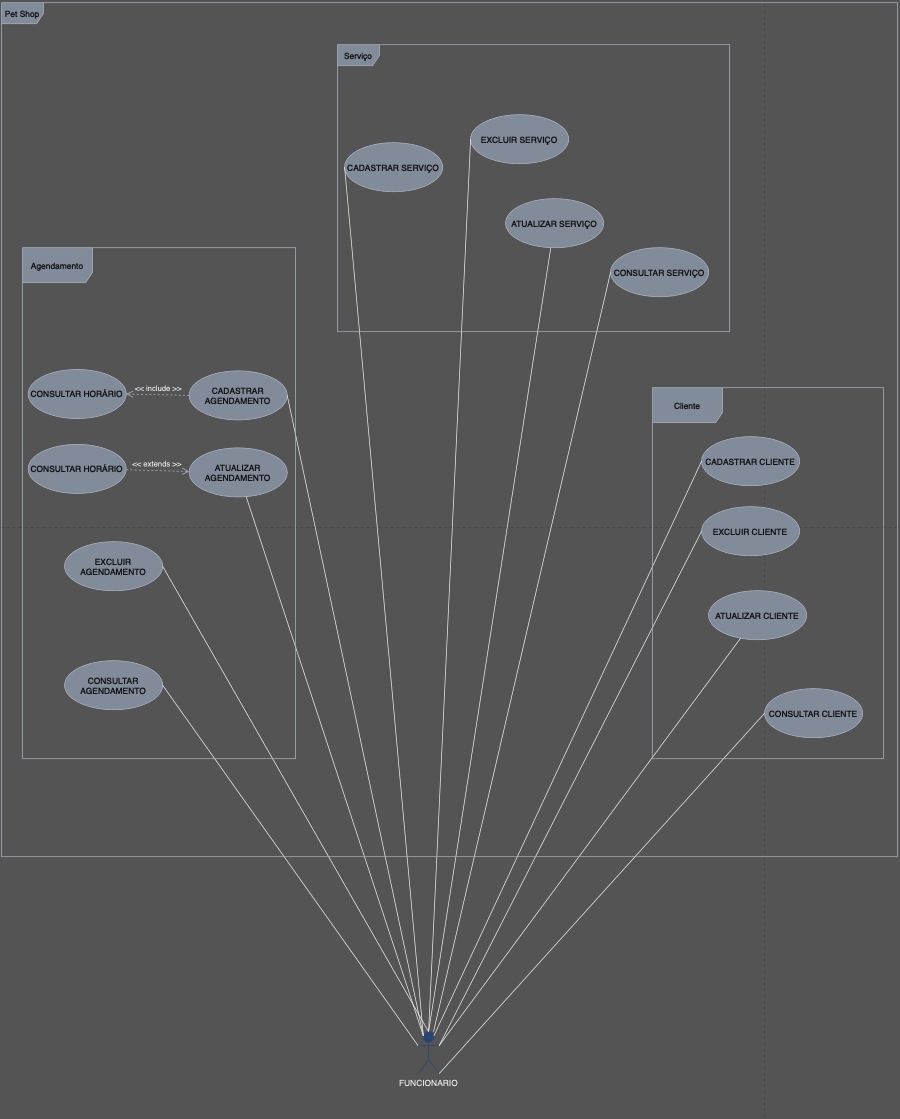 Pet Shop
Serviço
EXCLUIR SERVIÇO
CADASTRAR SERVIÇO
ATUALIZAR SERVIÇO
CONSULTAR SERVIÇO
Agendamento
CONSULTAR HORÁRIO
<< include >>
CADASTRAR
AGENDAMENTO
CONSULTAR HORÁRIO
<< extends >>
ATUALIZAR
AGENDAMENTO
EXCLUIR
AGENDAMENTO
CONSULTAR
AGENDAMENTO
Cliente
CADASTRAR CLIENTE
EXCLUIR CLIENTE
ATUALIZAR CLIENTE
CONSULTAR CLIENTE
FUNCIONARIO